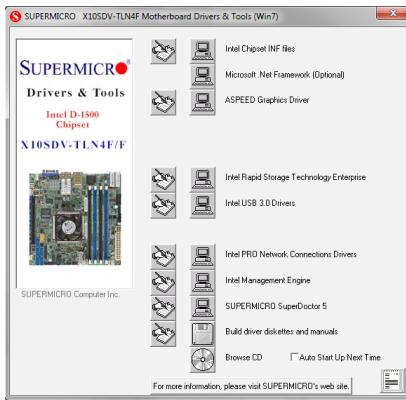 SUPERMICRO X10SDV-TLN4F Motherboard Drivers & Tools (Win7)
SUPERMICRO
Drivers & Tools
Intel D-1500
Chipset
X10SDV-TLN4F/F
SUPERMICRO Computer Inc.
Intel Chipset INF files
Microsoft .Net Framework (Optional)
ASPEED Graphics Driver
Intel Rapid Storage Technology Enterprise
Intel USB 3.0 Drivers
Intel PRO Network Connections Drivers
Intel Management Engine
SUPERMICRO SuperDoctor 5
Build driver diskettes and manuals
Browse CD
Auto Start Up Next Time
For more information, please visit SUPERMICRO's web site.